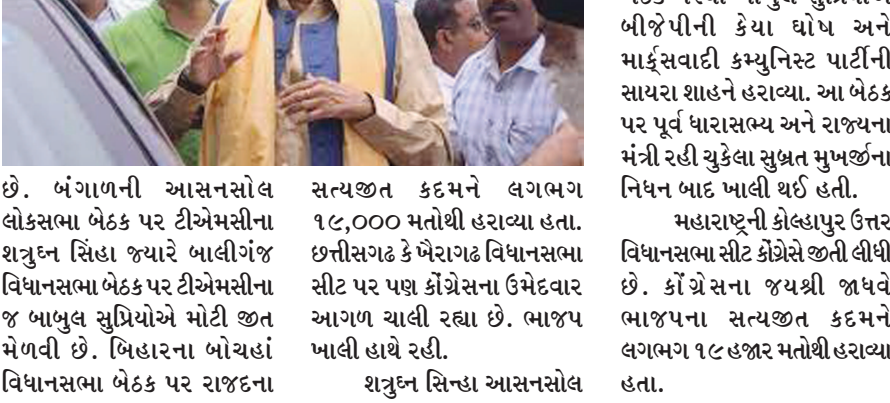 છે. બંગાળની આસનસોલ
લોકસભા બેઠક પર ટીએમસીના
શત્રુઘ્ન સિંહા જ્યારે બાલીગંજ
વિધાનસભા બેઠક પર ટીએમસીના
જ બાબુલ સુપ્રિયોએ મોટી જીત
મેળવી છે. બિહારના બોચહાં
વિધાનસભા બેઠક પર રાજદના
સત્યજીત કદમને લગભગ
૧૯,૦૦૦ મતોથી હરાવ્યા હતા.
છત્તીસગઢ કે ખૈરાગઢ વિધાનસભા
સીટ પર પણ કોંગ્રેસના ઉમેદવાર
આગળ ચાલી રહ્યા છે. ભાજપ
ખાલી હાથે રહી.
શત્રુઘ્ન સિન્હા આસનસોલ
બીજેપીની કેયા ઘોષ અને
માર્ક્સવાદી કમ્યુનિસ્ટ પાર્ટીની
સાયરા શાહને હરાવ્યા. આ બેઠક
પર પૂર્વ ધારાસભ્ય અને રાજ્યના
મંત્રી રહી ચુકેલા સુબ્રત મુખર્જીના
નિધન બાદ ખાલી થઈ હતી.
મહારાષ્ટ્રની કોલ્હાપુર ઉત્તર
વિધાનસભા સીટ કોંગ્રેસે જીતી લીધી
છે. કોંગ્રેસના જયશ્રી જાધવે
ભાજપના સત્યજીત કદમને
લગભગ ૧૯ હજાર મતોથી હરાવ્યા
હતા.